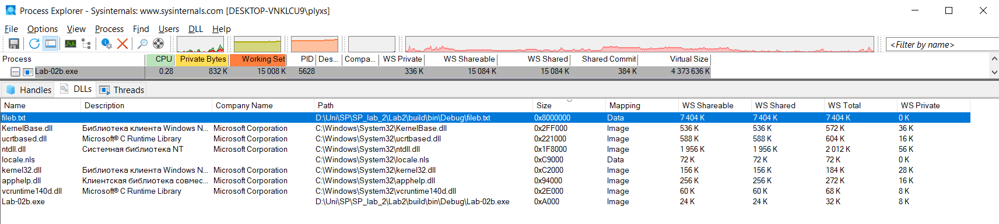 Process Explorer - Sysinternals: www.sysinternals.com [DESKTOP-VNKLCU9\plyxs]
File Options View Process Find Users DLL Help
<Filter by name>
Process CPU Private Bytes Working Set PID Des... Compa... WS Private WS Shareable WS Shared Shared Commit Virtual Size
Lab-02b.exe 0.28 832 K 15 008 K 5628 336 K 15 084 K 15 084 K 384 K 4 373 636 K
Handles DLLs Threads
Name Description Company Name Path Size Mapping WS Shareable WS Shared WS Total WS Private
fileb.txt D:\Uni\SP\SP_lab_2\Lab2\build\bin\Debug\fileb.txt 0x8000000 Data 7 404 K 7 404 K 7 404 K 0 K
KernelBase.dll Библиотека клиента Windows N... Microsoft Corporation C:\Windows\System32\KernelBase.dll 0x2FF000 Image 536 K 536 K 572 K 36 K
ucrtbased.dll Microsoft® C Runtime Library Microsoft Corporation C:\Windows\System32\ucrtbased.dll 0x221000 Image 588 K 588 K 604 K 16 K
ntdll.dll Системная библиотека NT Microsoft Corporation C:\Windows\System32\ntdll.dll 0x1F8000 Image 1 956 K 1 956 K 2 012 K 56 K
locale.nls C:\Windows\System32\locale.nls 0xC9000 Data 72 K 72 K 72 K 0 K
kernel32.dll Библиотека клиента Windows N... Microsoft Corporation C:\Windows\System32\kernel32.dll 0xC2000 Image 156 K 156 K 184 K 28 K
apphelp.dll Клиентская библиотека совмес... Microsoft Corporation C:\Windows\System32\apphelp.dll 0x94000 Image 256 K 256 K 272 K 16 K
vcruntime140d.dll Microsoft® C Runtime Library Microsoft Corporation C:\Windows\System32\vcruntime140d.dll 0x2E000 Image 60 K 60 K 68 K 8 K
Lab-02b.exe D:\Uni\SP\SP_lab_2\Lab2\build\bin\Debug\Lab-02b.exe 0xA000 Image 24 K 24 K 32 K 8 K